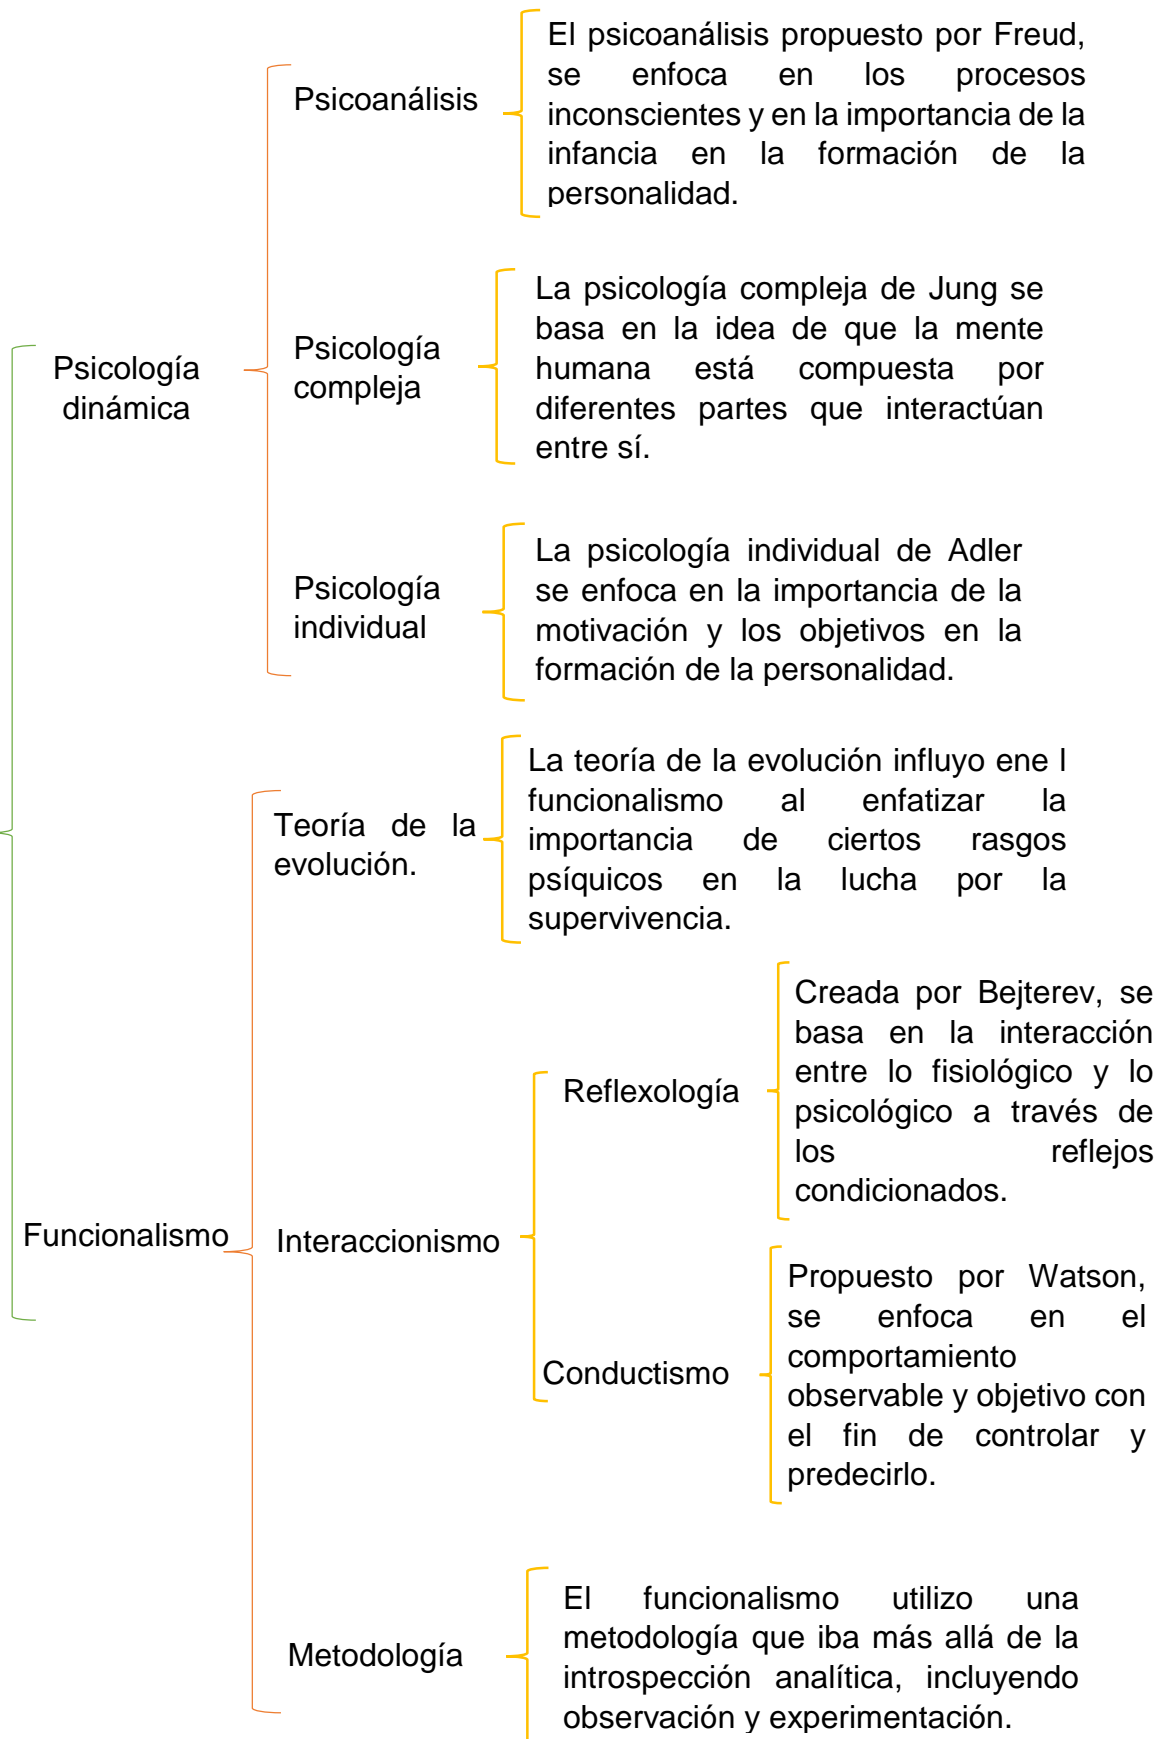 Psicología
dinámica
Psicoanálisis
El psicoanálisis propuesto por Freud,
se enfoca en los procesos
inconscientes y en la importancia de la
infancia en la formación de la
personalidad.
Psicología
compleja
La psicología compleja de Jung se
basa en la idea de que la mente
humana está compuesta por
diferentes partes que interactúan
entre sí.
Psicología
individual
La psicología individual de Adler
se enfoca en la importancia de la
motivación y los objetivos en la
formación de la personalidad.
Funcionalismo
Teoría de la
evolución.
La teoría de la evolución influyo ene l
funcionalismo al enfatizar la
importancia de ciertos rasgos
psíquicos en la lucha por la
supervivencia.
Interaccionismo
Reflexología
Creada por Bejterev, se
basa en la interacción
entre lo fisiológico y lo
psicológico a través de
los reflejos
condicionados.
Conductismo
Propuesto por Watson,
se enfoca en el
comportamiento
observable y objetivo con
el fin de controlar y
predecirlo.
Metodología
El funcionalismo utilizo una
metodología que iba más allá de la
introspección analítica, incluyendo
observación y experimentación.